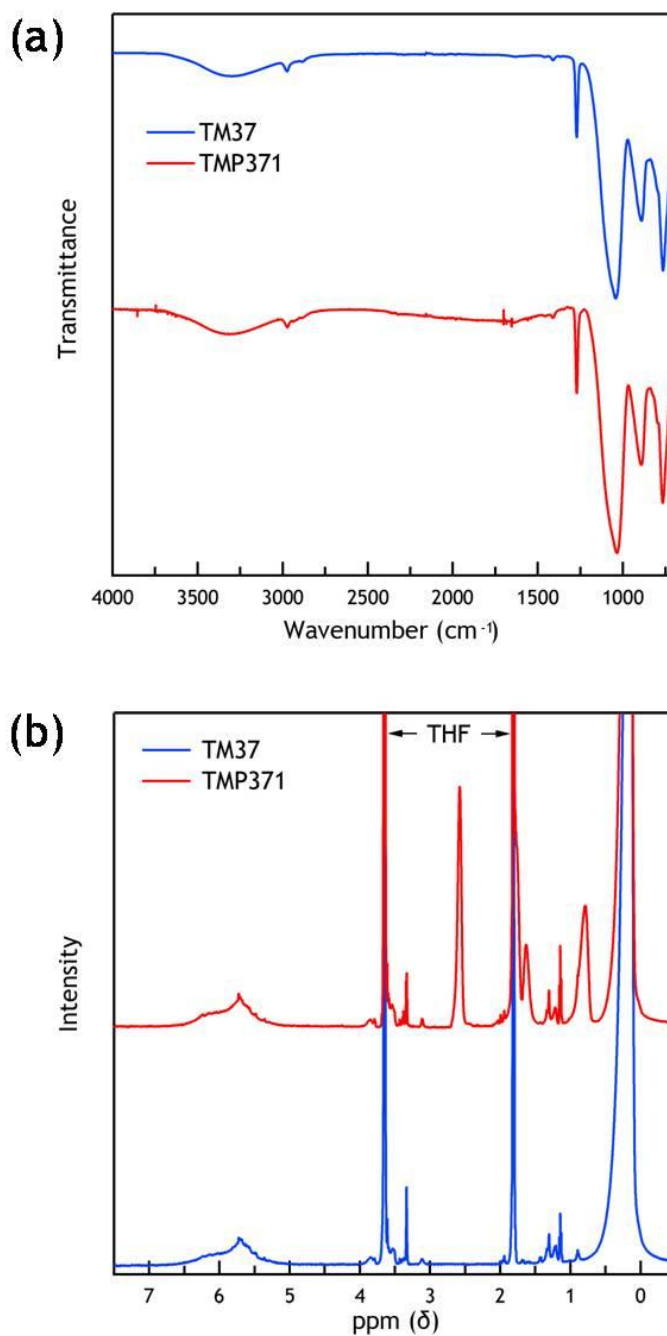 (a)
TM37
TMP371
Transmittance
4000 3500 3000 2500 2000 1500 1000
Wavenumber (cm⁻¹)
(b)
TM37
TMP371
THF
Intensity
7 6 5 4 3 2 1 0
ppm (δ)